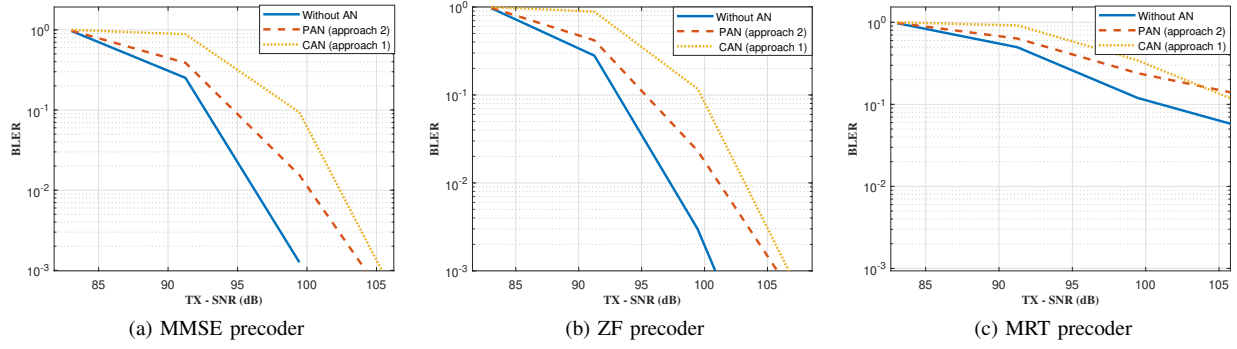 Without AN
PAN (approach 2)
CAN (approach 1)
10^0
10^-1
10^-2
10^-3
BLER
85 90 95 100 105
TX - SNR (dB)
(a) MMSE precoder
Without AN
PAN (approach 2)
CAN (approach 1)
10^0
10^-1
10^-2
10^-3
BLER
85 90 95 100 105
TX - SNR (dB)
(b) ZF precoder
Without AN
PAN (approach 2)
CAN (approach 1)
10^0
10^-1
10^-2
10^-3
BLER
85 90 95 100 105
TX - SNR (dB)
(c) MRT precoder